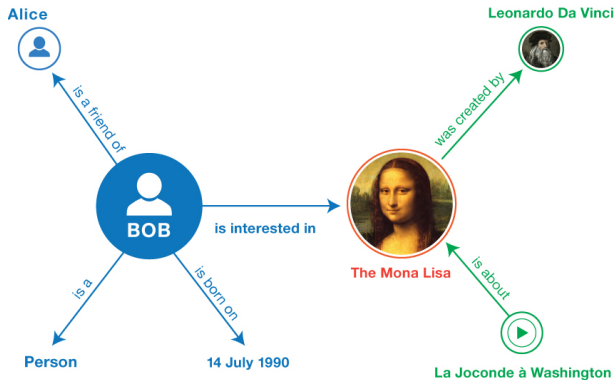 Alice
Leonardo Da Vinci
is a friend of
was created by
BOB
is interested in
The Mona Lisa
is a
is born on
is about
Person
14 July 1990
La Joconde à Washington